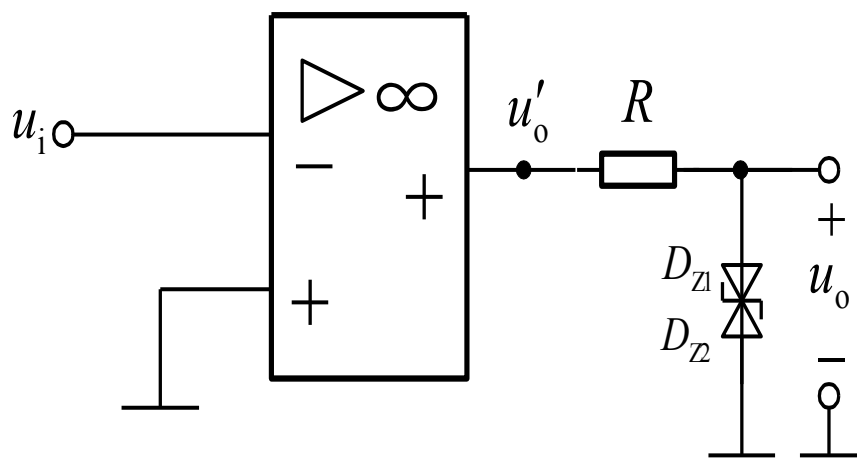 ▷ ∞
u_i
−
+
+
u'_o
R
+
D_Z1
u_o
D_Z2
−